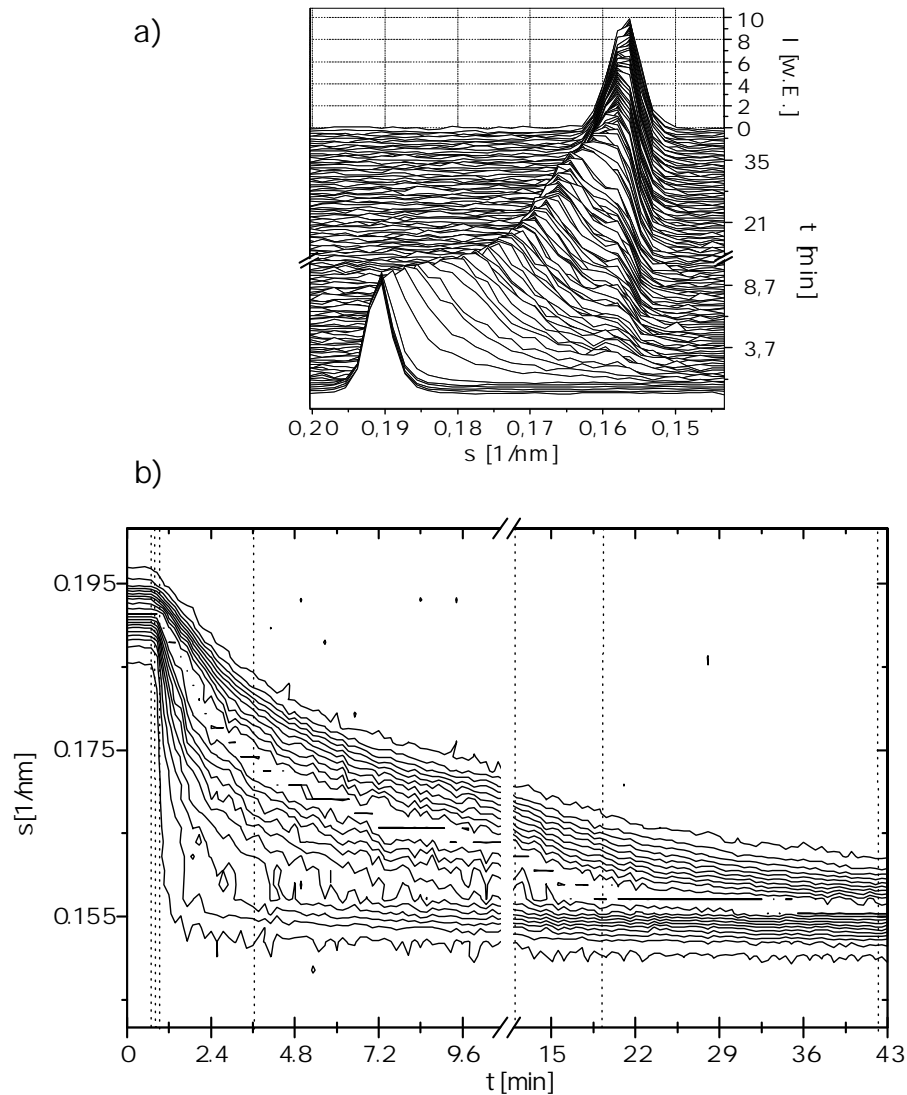 a)
10
8
6
4
2
0
I [w.E.]
35
21
8,7
3,7
t [min]
0,20 0,19 0,18 0,17 0,16 0,15
s [1/nm]
b)
0.195
0.175
0.155
s[1/nm]
0 2.4 4.8 7.2 9.6 15 22 29 36 43
t [min]